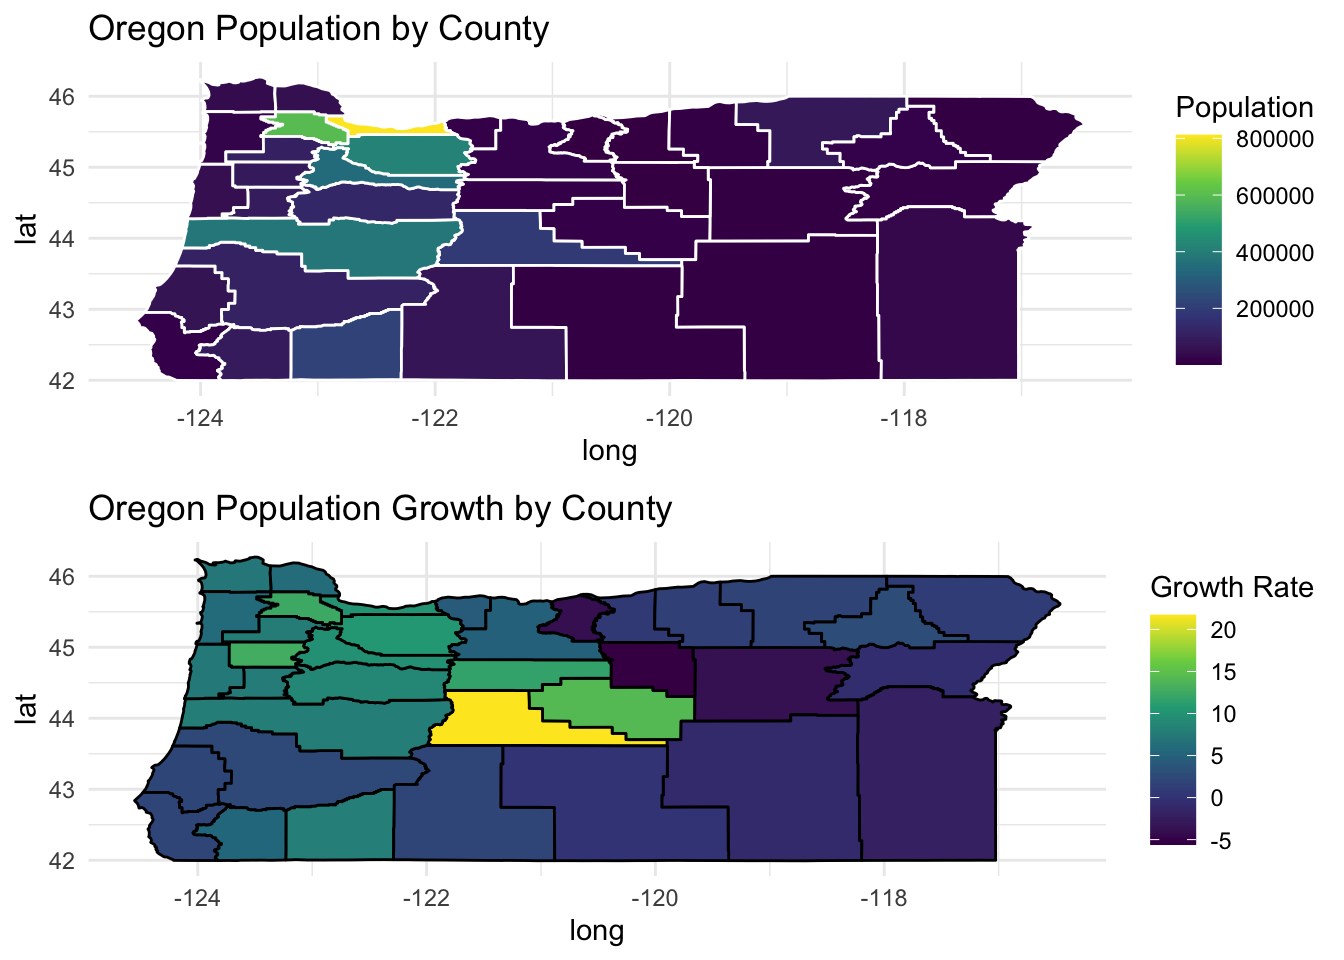 Oregon Population by County
46
45
44
43
42
lat
-124 -122 -120 -118
long
Population
800000
600000
400000
200000
Oregon Population Growth by County
46
45
44
43
42
lat
-124 -122 -120 -118
long
Growth Rate
20
15
10
5
0
-5